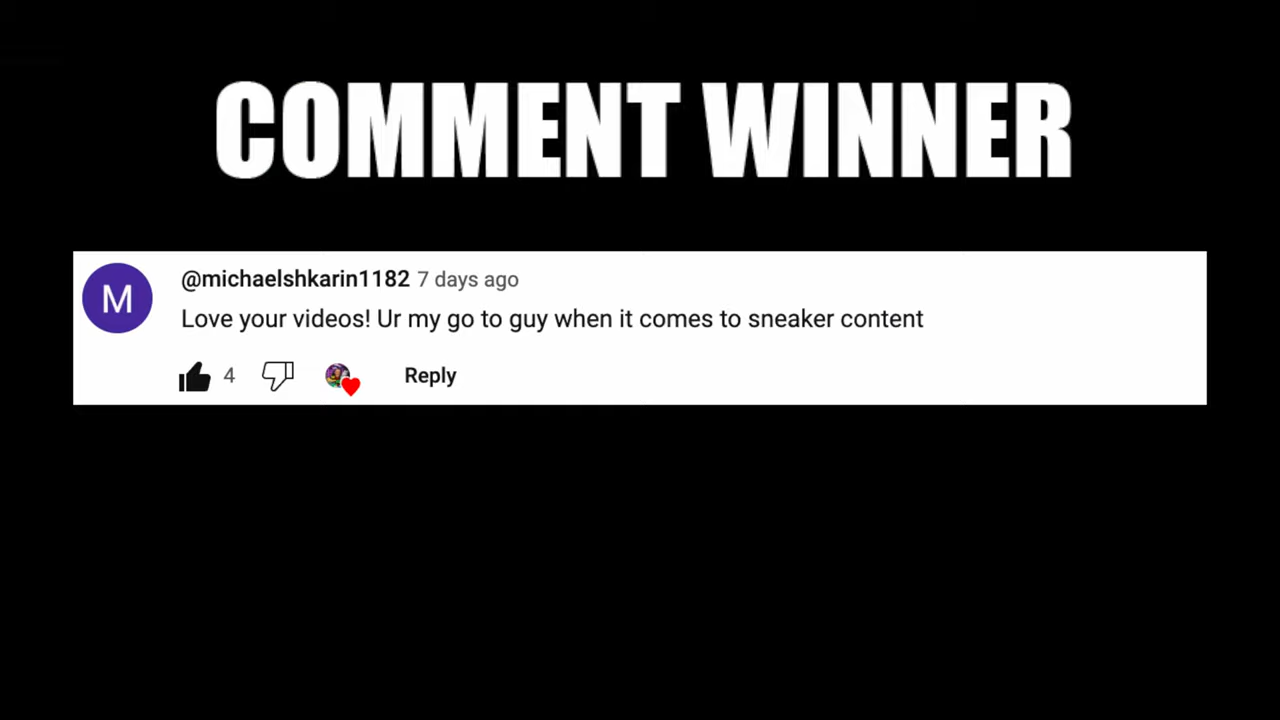 COMMENT WINNER
M
@michaelshkarin1182 7 days ago
Love your videos! Ur my go to guy when it comes to sneaker content
4 Reply